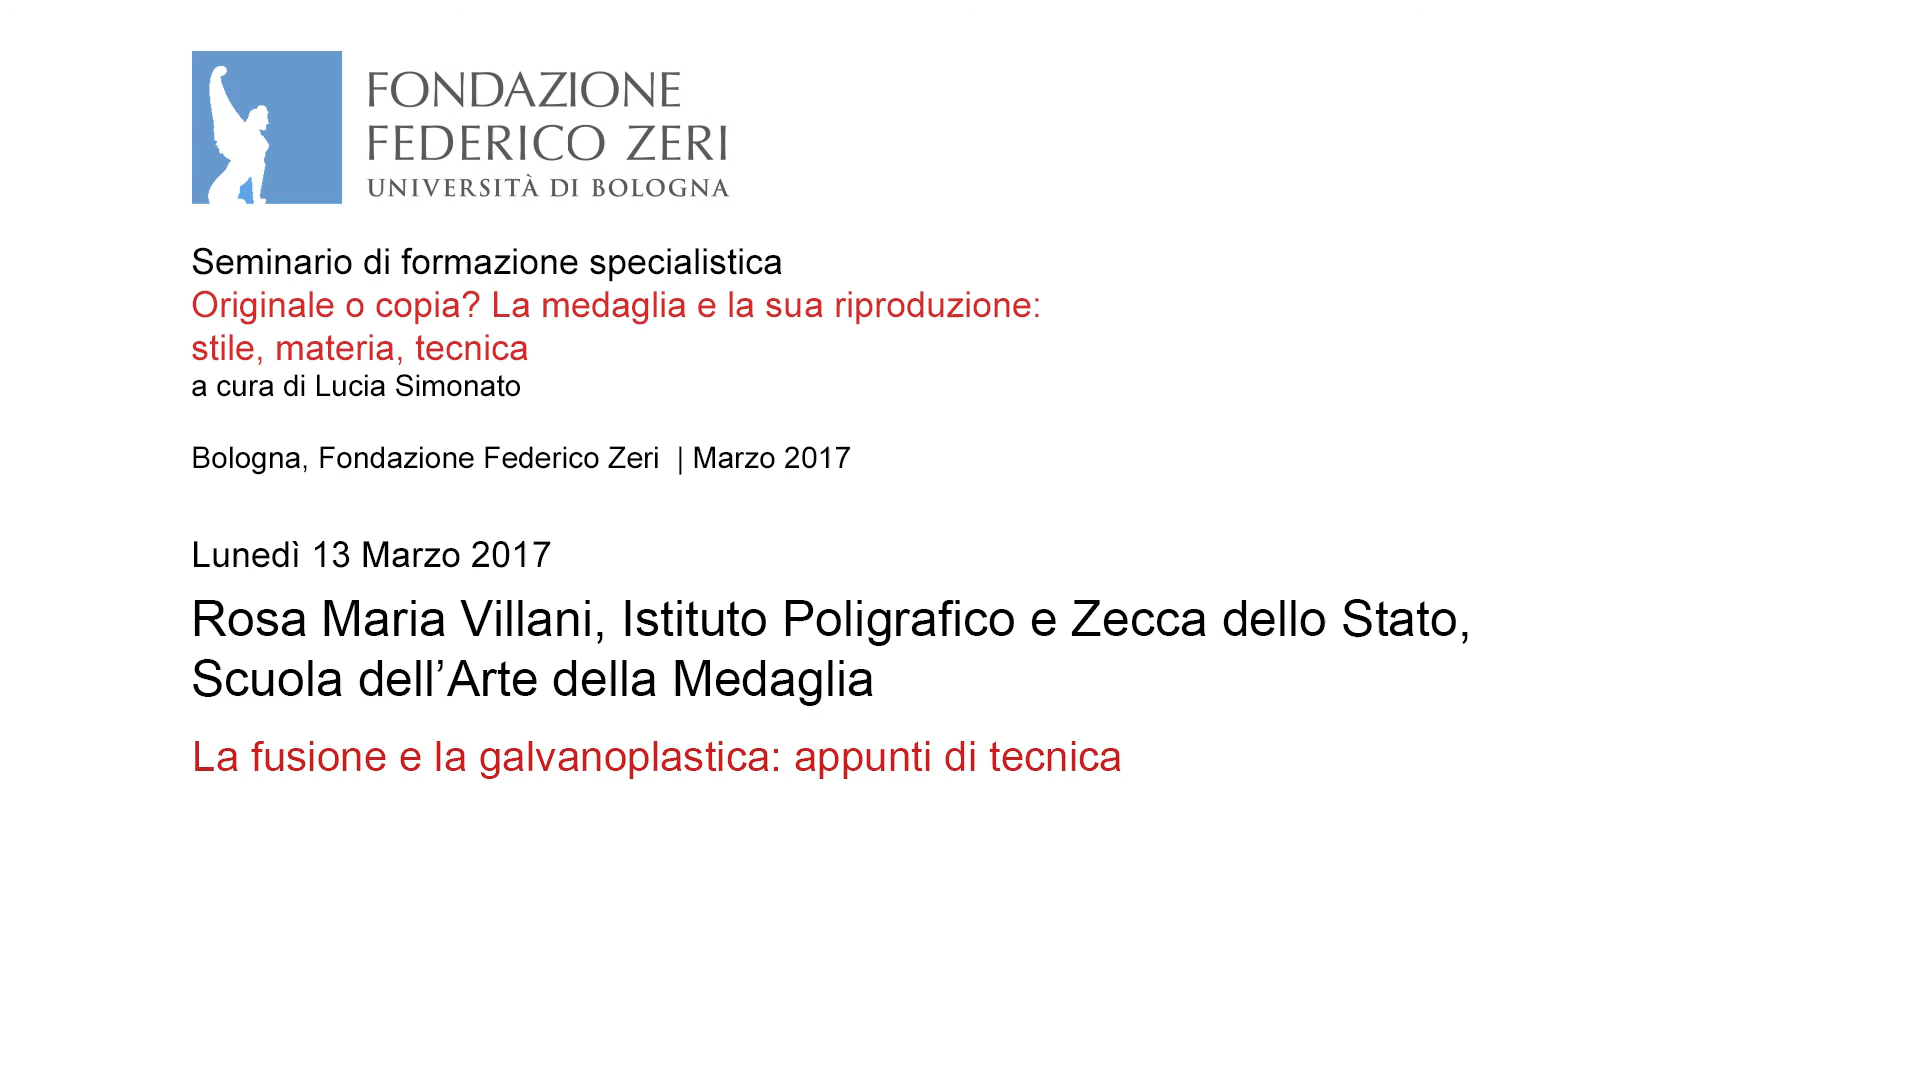 FONDAZIONE
FEDERICO ZERI
UNIVERSITÀ DI BOLOGNA
Seminario di formazione specialistica
Originale o copia? La medaglia e la sua riproduzione:
stile, materia, tecnica
a cura di Lucia Simonato
Bologna, Fondazione Federico Zeri | Marzo 2017
Lunedì 13 Marzo 2017
Rosa Maria Villani, Istituto Poligrafico e Zecca dello Stato,
Scuola dell’Arte della Medaglia
La fusione e la galvanoplastica: appunti di tecnica